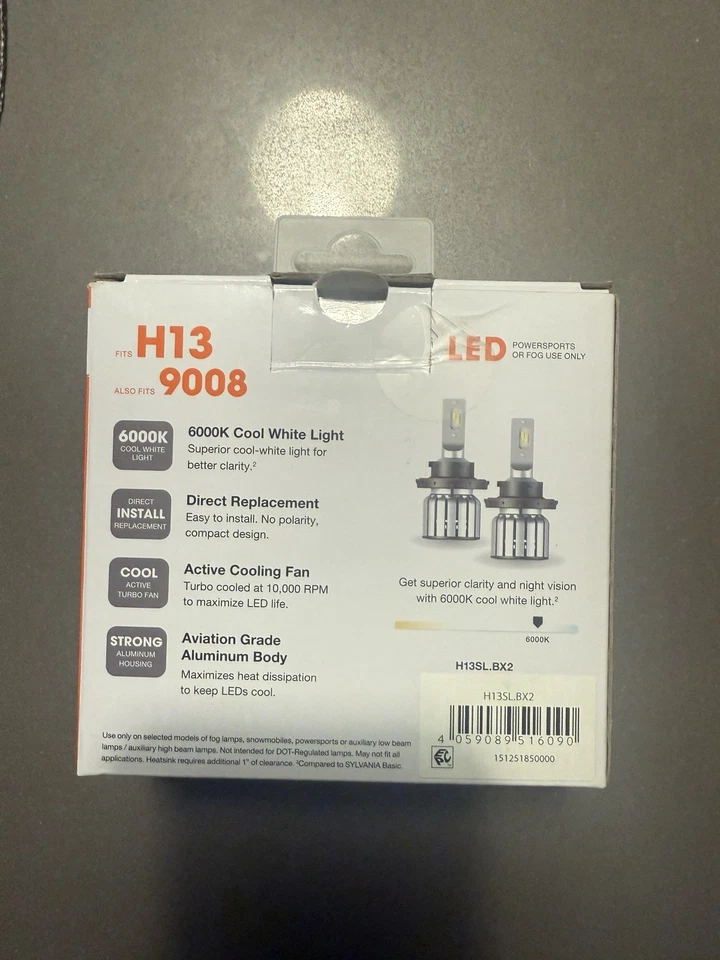 FITS H13
ALSO FITS 9008
LED POWERSPORTS
OR FOG USE ONLY
6000K
COOL WHITE
LIGHT
6000K Cool White Light
Superior cool-white light for
better clarity.²
DIRECT
INSTALL
REPLACEMENT
Direct Replacement
Easy to install. No polarity,
compact design.
COOL
ACTIVE
TURBO FAN
Active Cooling Fan
Turbo cooled at 10,000 RPM
to maximize LED life.
STRONG
ALUMINUM
HOUSING
Aviation Grade
Aluminum Body
Maximizes heat dissipation
to keep LEDs cool.
Get superior clarity and night vision
with 6000K cool white light.²
6000K
H13SL.BX2
H13SL.BX2
4 059089 516090
151251850000
Use only on selected models of fog lamps, snowmobiles, powersports or auxiliary low beam
lamps / auxiliary high beam lamps. Not intended for DOT-Regulated lamps. May not fit all
applications. Heatsink requires additional 1" of clearance. ²Compared to SYLVANIA Basic.